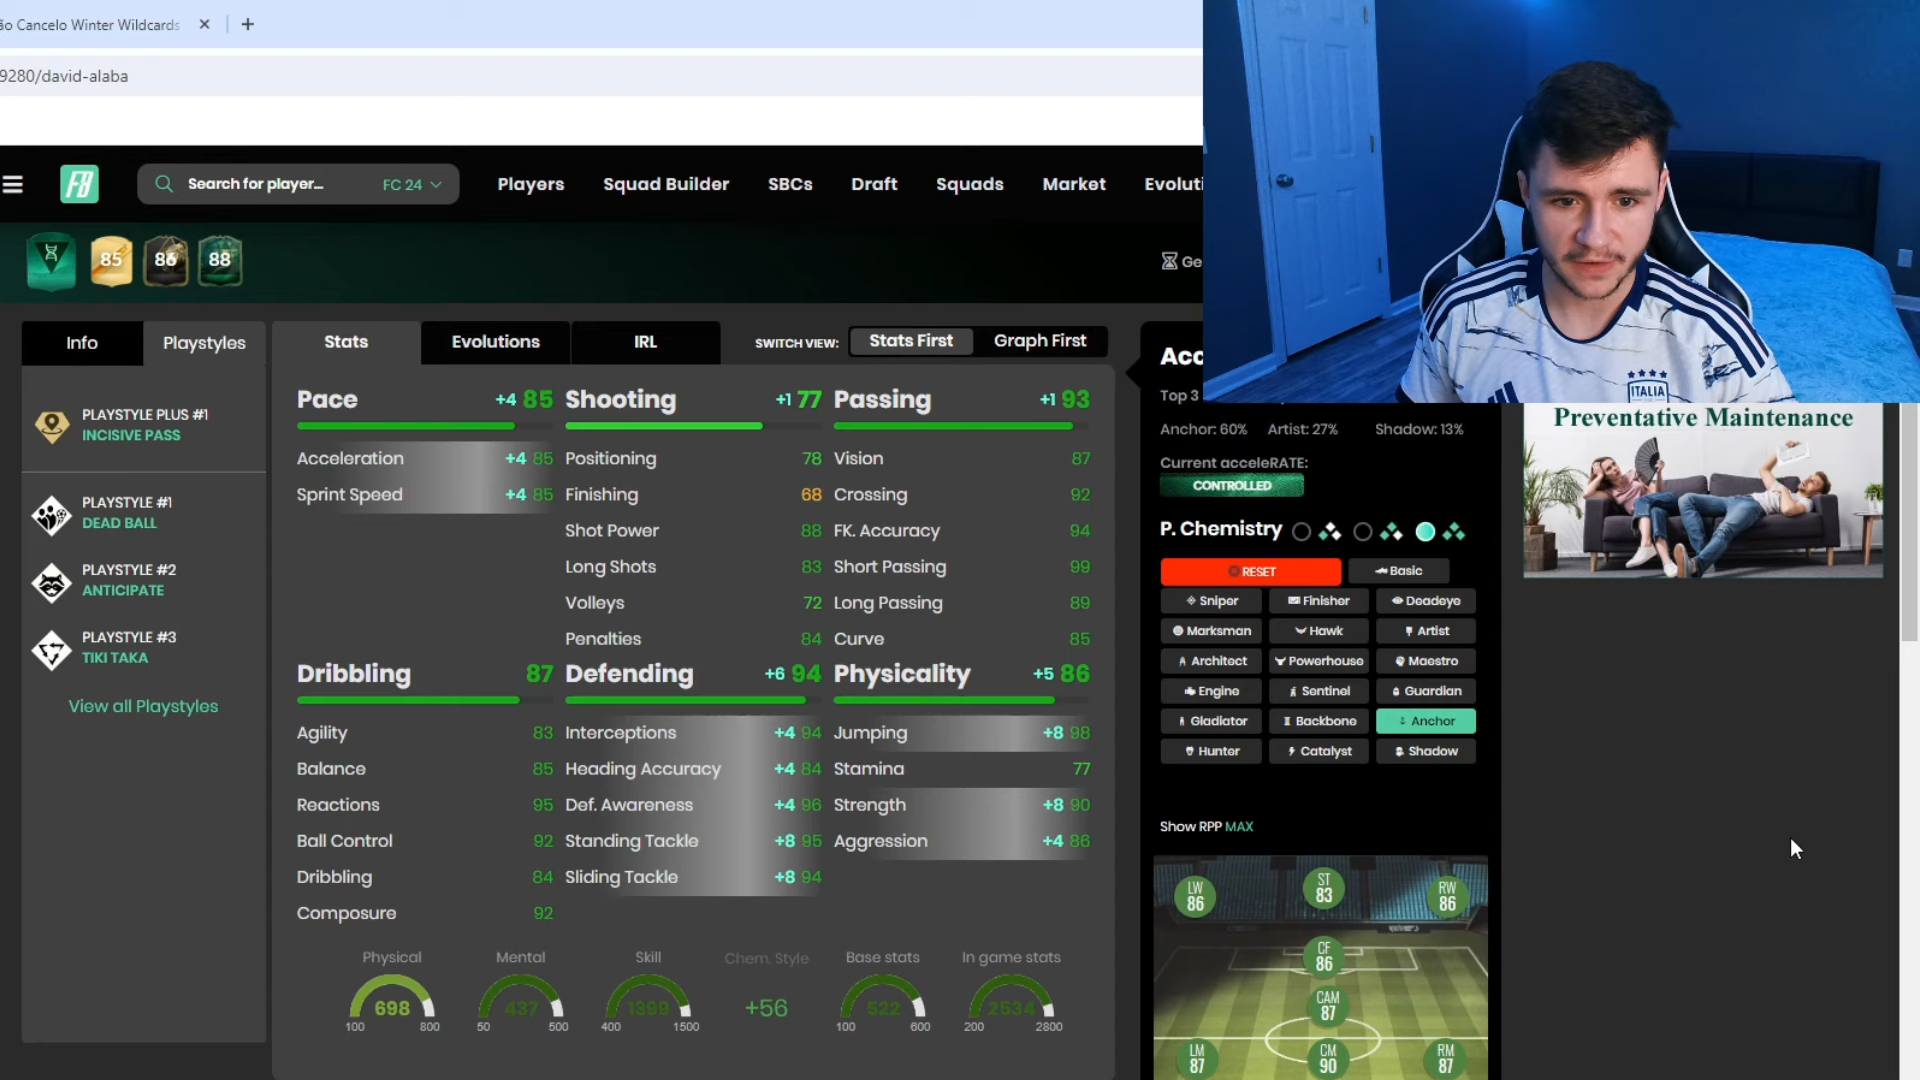 ão Cancelo Winter Wildcards
9280/david-alaba
F8
Search for player...
FC 24
Players
Squad Builder
SBCs
Draft
Squads
Market
Evoluti
85
86
88
Ge
Info
Playstyles
PLAYSTYLE PLUS #1
INCISIVE PASS
PLAYSTYLE #1
DEAD BALL
PLAYSTYLE #2
ANTICIPATE
PLAYSTYLE #3
TIKI TAKA
View all Playstyles
Stats
Evolutions
IRL
SWITCH VIEW:
Stats First
Graph First
Pace +4 85
Acceleration +4 85
Sprint Speed +4 85
Shooting +1 77
Positioning 78
Finishing 68
Shot Power 88
Long Shots 83
Volleys 72
Penalties 84
Passing +1 93
Vision 87
Crossing 92
FK. Accuracy 94
Short Passing 99
Long Passing 89
Curve 85
Dribbling 87
Agility 83
Balance 85
Reactions 95
Ball Control 92
Dribbling 84
Composure 92
Defending +6 94
Interceptions +4 94
Heading Accuracy +4 84
Def. Awareness +4 96
Standing Tackle +8 95
Sliding Tackle +8 94
Physicality +5 86
Jumping +8 98
Stamina 77
Strength +8 90
Aggression +4 86
Physical
698
100 800
Mental
437
50 500
Skill
1399
400 1500
Chem. Style
+56
Base stats
522
100 600
In game stats
2534
200 2800
Acc
Top 3
Anchor: 60% Artist: 27% Shadow: 13%
Current acceleRATE:
CONTROLLED
P. Chemistry
RESET
Basic
Sniper Finisher Deadeye
Marksman Hawk Artist
Architect Powerhouse Maestro
Engine Sentinel Guardian
Gladiator Backbone Anchor
Hunter Catalyst Shadow
Show RPP MAX
LW
86
ST
83
RW
86
CF
86
CAM
87
LM
87
CM
90
RM
87
ITALIA
Preventative Maintenance